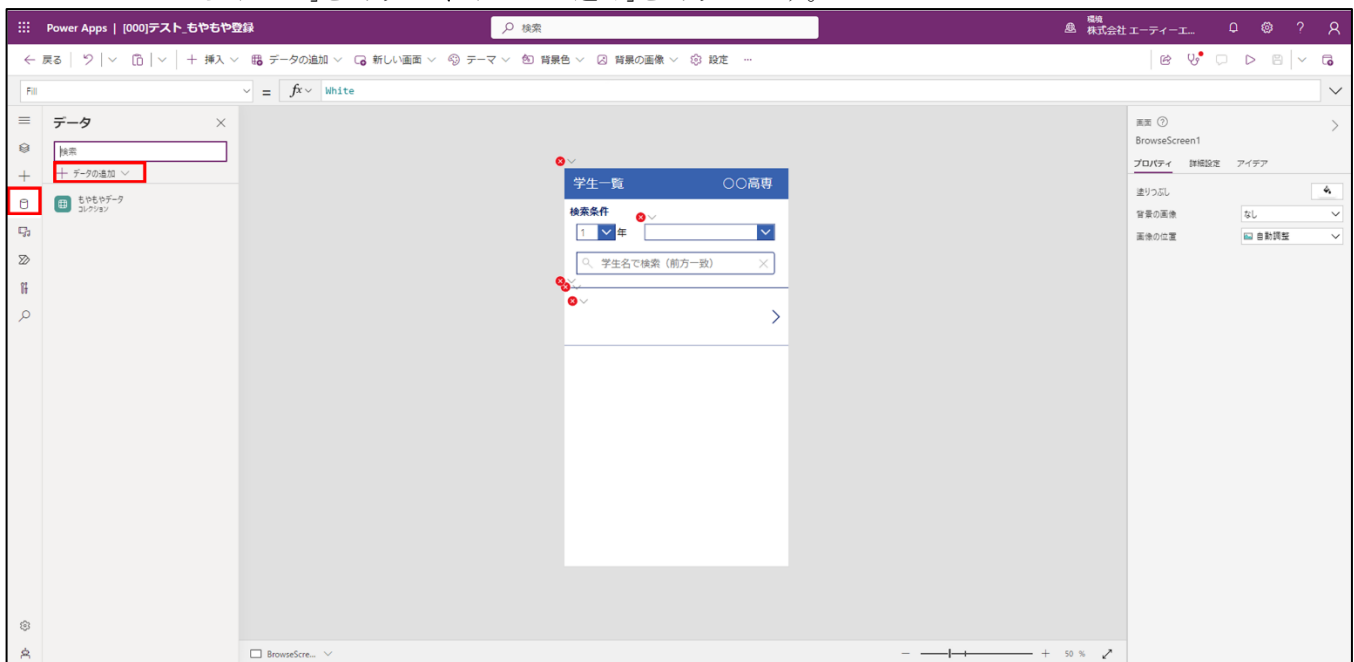 Power Apps | [000]テスト_もやもや登録
検索
環境
株式会社 エーティーエ...
?
戻る
挿入
データの追加
新しい画面
テーマ
背景色
背景の画像
設定
...
Fill
= fx White
データ
検索
データの追加
もやもやデータ
コレクション
学生一覧 〇〇高専
検索条件
1 年
学生名で検索（前方一致）
画面
BrowseScreen1
プロパティ 詳細設定 アイデア
塗りつぶし
背景の画像 なし
画像の位置 自動調整
BrowseScre...
50 %